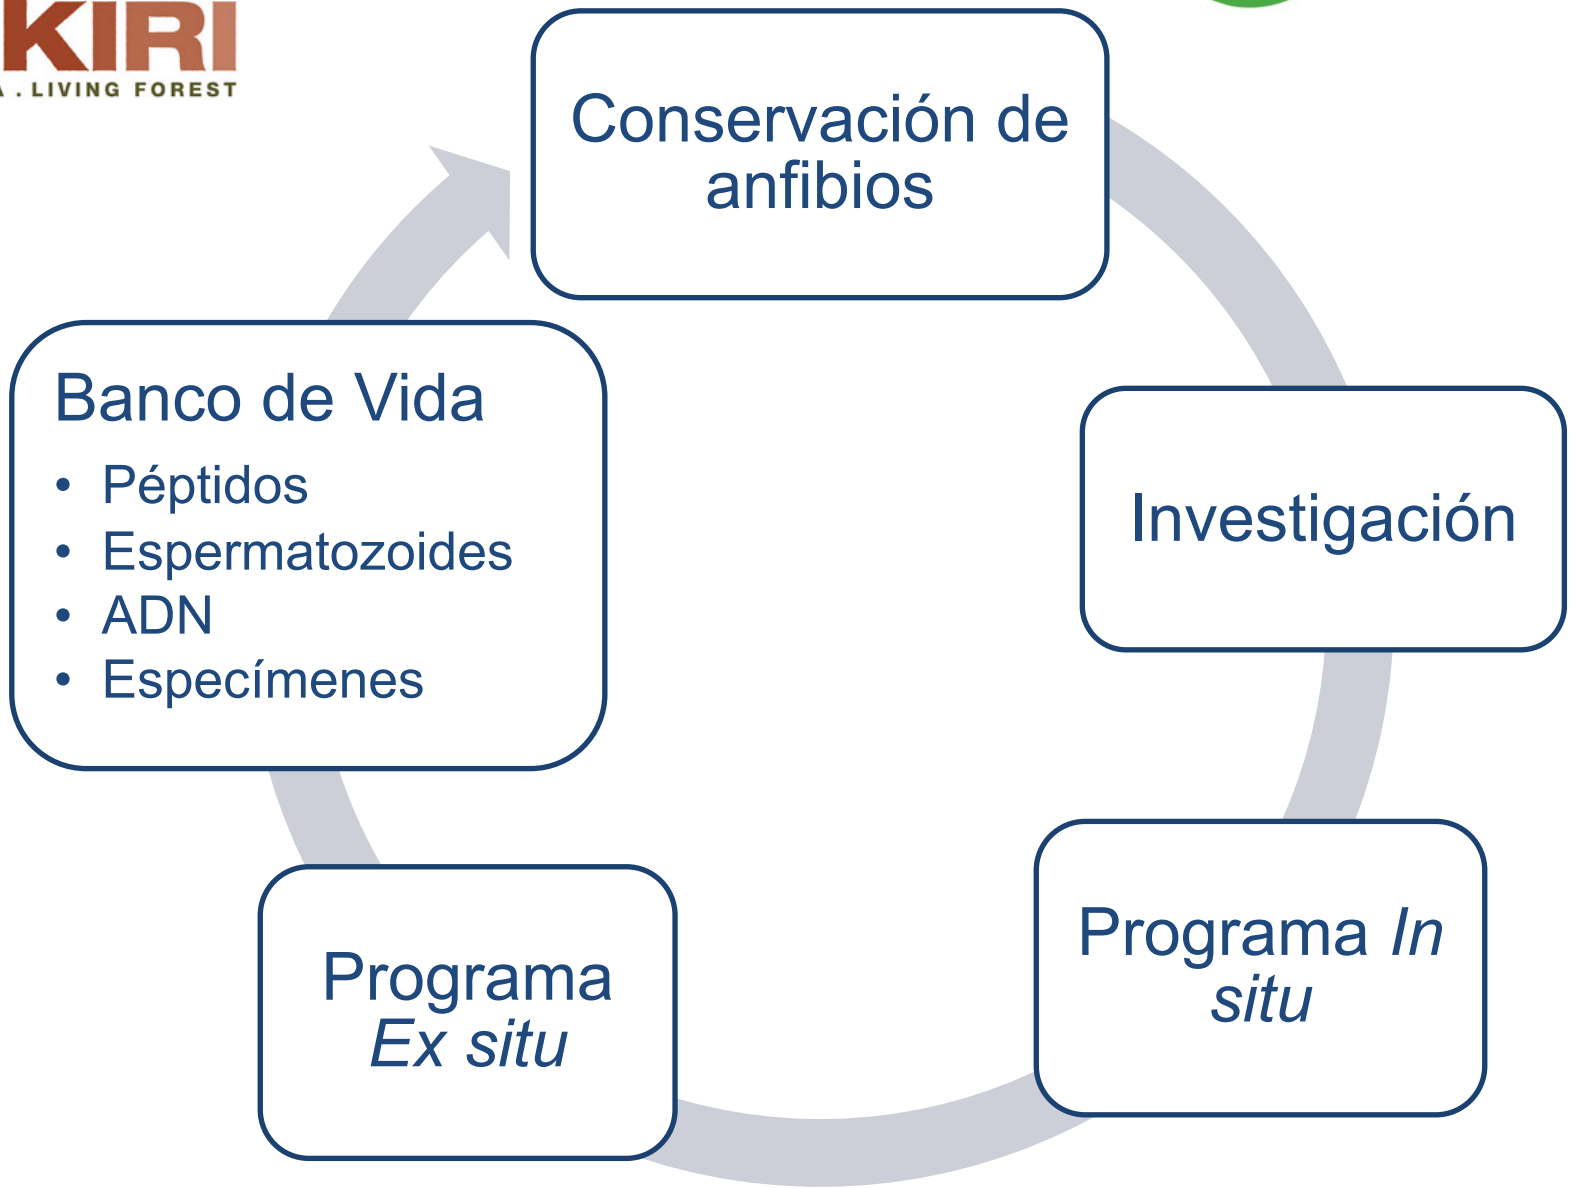 KIRI
. LIVING FOREST
Conservación de
anfibios
Banco de Vida
• Péptidos
• Espermatozoides
• ADN
• Especímenes
Investigación
Programa In
situ
Programa
Ex situ